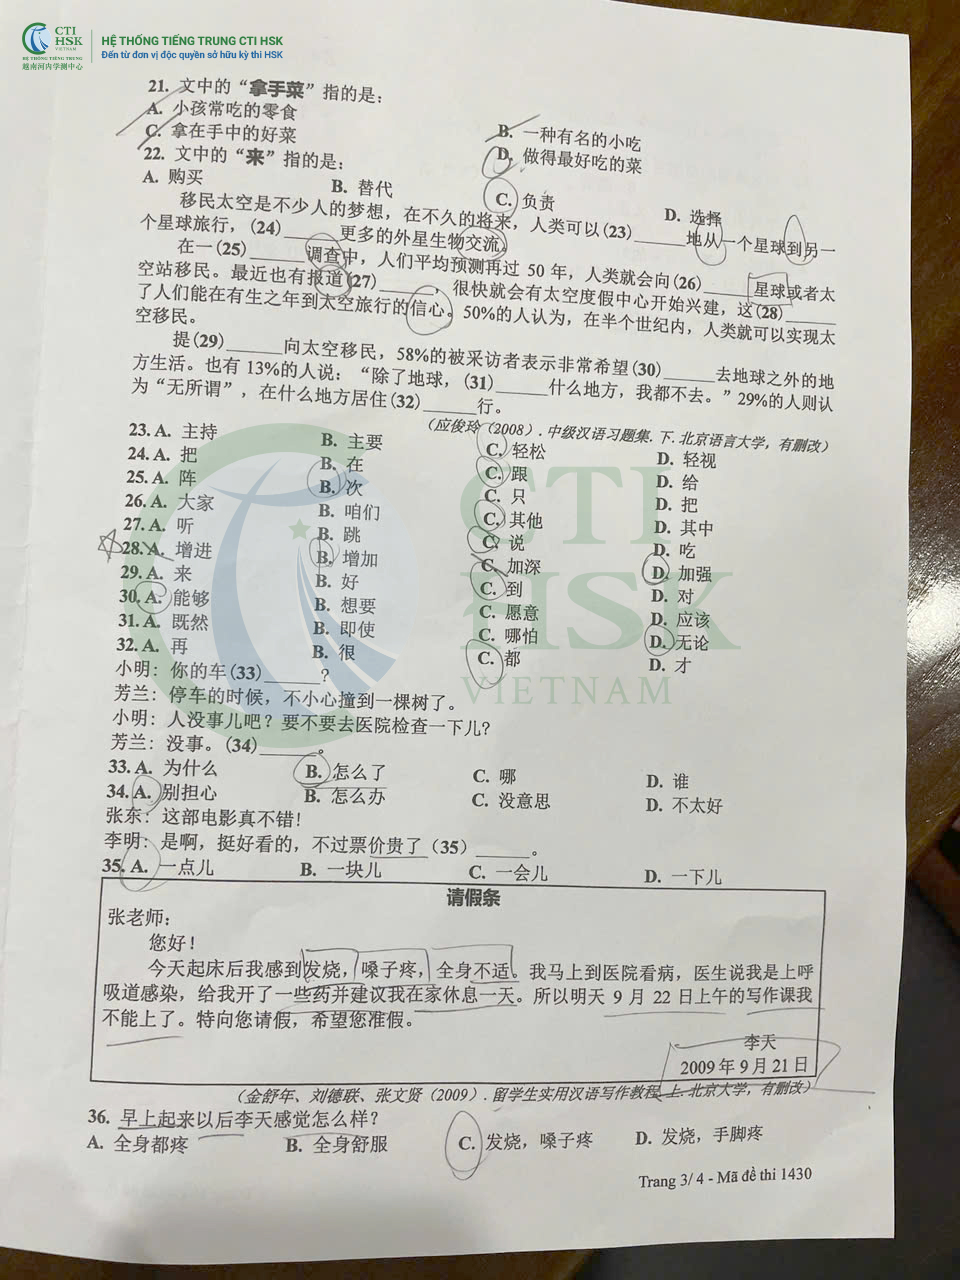 CTI HSK VIETNAM
HỆ THỐNG TIẾNG TRUNG
越南河内学测中心
HỆ THỐNG TIẾNG TRUNG CTI HSK
Đến từ đơn vị độc quyền sở hữu kỳ thi HSK
21. 文中的“拿手菜”指的是:
A. 小孩常吃的零食
B. 一种有名的小吃
C. 拿在手中的好菜
D. 做得最好吃的菜
22. 文中的“来”指的是:
A. 购买 B. 替代 C. 负责 D. 选择
移民太空是不少人的梦想，在不久的将来，人类可以(23)______地从一个星球到另一
个星球旅行，(24)______更多的外星生物交流。
在一(25)______调查中，人们平均预测再过 50 年，人类就会向(26)______星球或者太
空站移民。最近也有报道(27)______，很快就会有太空度假中心开始兴建，这(28)______
了人们能在有生之年到太空旅行的信心。50%的人认为，在半个世纪内，人类就可以实现太
空移民。
提(29)______向太空移民，58%的被采访者表示非常希望(30)______去地球之外的地
方生活。也有 13%的人说：“除了地球，(31)______什么地方，我都不去。”29%的人则认
为“无所谓”，在什么地方居住(32)______行。
(应俊玲（2008）. 中级汉语习题集. 下. 北京语言大学，有删改)
23. A. 主持 B. 主要 C. 轻松 D. 轻视
24. A. 把 B. 在 C. 跟 D. 给
25. A. 阵 B. 次 C. 只 D. 把
26. A. 大家 B. 咱们 C. 其他 D. 其中
27. A. 听 B. 跳 C. 说 D. 吃
28. A. 增进 B. 增加 C. 加深 D. 加强
29. A. 来 B. 好 C. 到 D. 对
30. A. 能够 B. 想要 C. 愿意 D. 应该
31. A. 既然 B. 即使 C. 哪怕 D. 无论
32. A. 再 B. 很 C. 都 D. 才
CTI
HSK
VIETNAM
小明：你的车(33)______？
芳兰：停车的时候，不小心撞到一棵树了。
小明：人没事儿吧？要不要去医院检查一下儿？
芳兰：没事。(34)______。
33. A. 为什么 B. 怎么了 C. 哪 D. 谁
34. A. 别担心 B. 怎么办 C. 没意思 D. 不太好
张东：这部电影真不错！
李明：是啊，挺好看的，不过票价贵了（35）______。
35. A. 一点儿 B. 一块儿 C. 一会儿 D. 一下儿
请假条
张老师：
您好！
今天起床后我感到发烧，嗓子疼，全身不适。我马上到医院看病，医生说我是上呼
吸道感染，给我开了一些药并建议我在家休息一天。所以明天 9 月 22 日上午的写作课我
不能上了。特向您请假，希望您准假。
李天
2009 年 9 月 21 日
(金舒年、刘德联、张文贤（2009）. 留学生实用汉语写作教程. 上. 北京大学，有删改)
36. 早上起来以后李天感觉怎么样？
A. 全身都疼 B. 全身舒服 C. 发烧，嗓子疼 D. 发烧，手脚疼
Trang 3/ 4 - Mã đề thi 1430